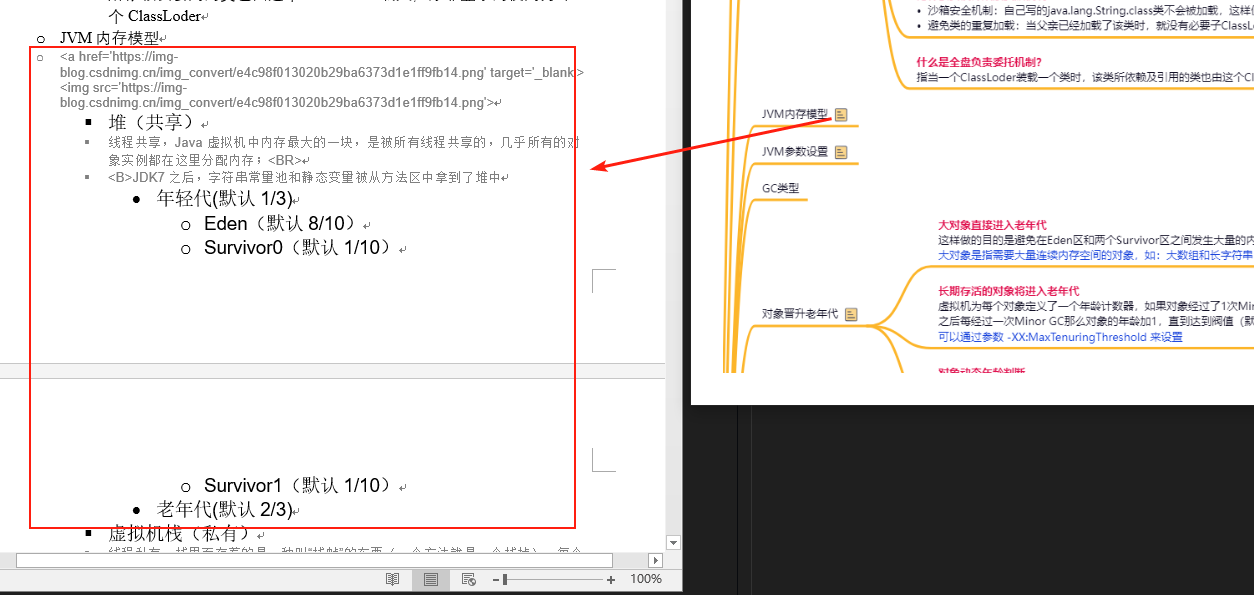 个 ClassLoder
JVM 内存模型
<a href='https://img-
blog.csdnimg.cn/img_convert/e4c98f013020b29ba6373d1e1ff9fb14.png' target='_blank'>
<img src='https://img-
blog.csdnimg.cn/img_convert/e4c98f013020b29ba6373d1e1ff9fb14.png'>
堆（共享）
线程共享，Java 虚拟机中内存最大的一块，是被所有线程共享的，几乎所有的对
象实例都在这里分配内存；<BR>
<B>JDK7 之后，字符串常量池和静态变量被从方法区中拿到了堆中
年轻代(默认 1/3)
Eden（默认 8/10）
Survivor0（默认 1/10）
Survivor1（默认 1/10）
老年代(默认 2/3)
虚拟机栈（私有）
100%
沙箱安全机制：自己写的java.lang.String.class类不会被加载，这样
避免类的重复加载：当父亲已经加载了该类时，就没有必要子ClassL
什么是全盘负责委托机制?
指当一个ClassLoder装载一个类时，该类所依赖及引用的类也由这个Cl
JVM内存模型
JVM参数设置
GC类型
大对象直接进入老年代
这样做的目的是避免在Eden区和两个Survivor区之间发生大量的内
大对象是指需要大量连续内存空间的对象，如：大数组和长字符串
对象晋升老年代
长期存活的对象将进入老年代
虚拟机为每个对象定义了一个年龄计数器，如果对象经过了1次Min
之后每经过一次Minor GC那么对象的年龄加1，直到达到阀值（默
可以通过参数 -XX:MaxTenuringThreshold 来设置